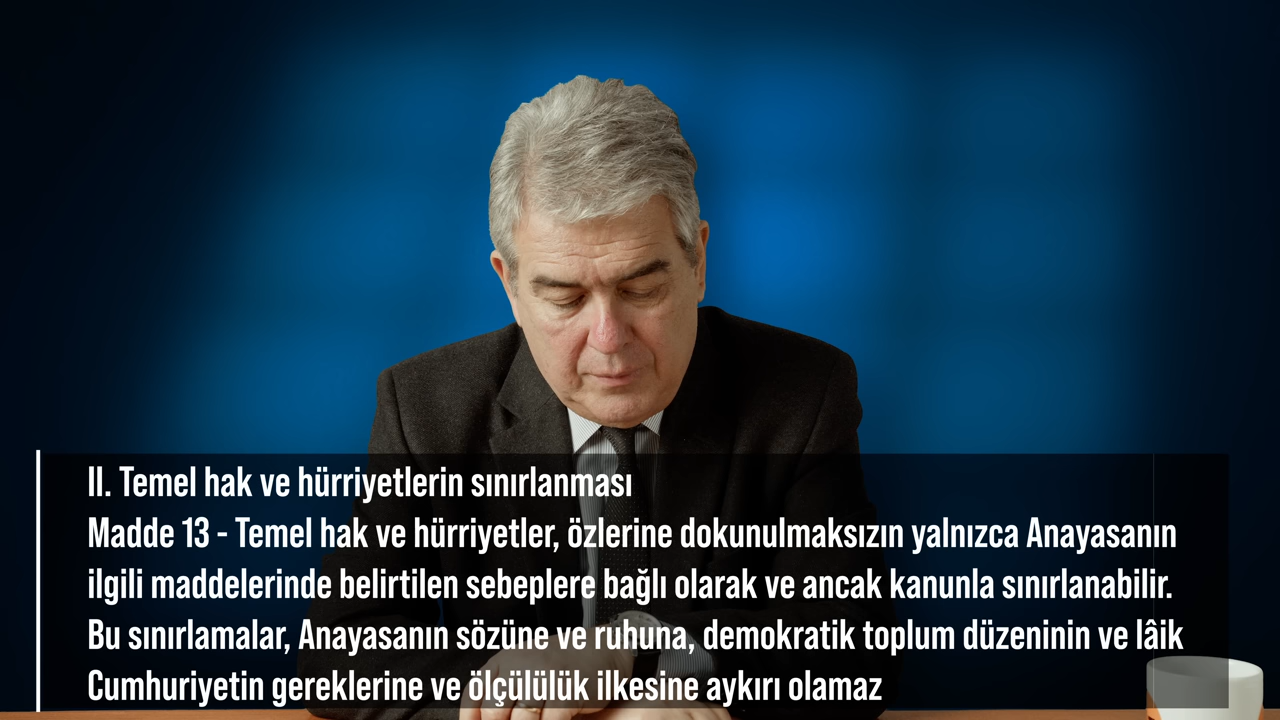 II. Temel hak ve hürriyetlerin sınırlanması
Madde 13 - Temel hak ve hürriyetler, özlerine dokunulmaksızın yalnızca Anayasanın
ilgili maddelerinde belirtilen sebeplere bağlı olarak ve ancak kanunla sınırlanabilir.
Bu sınırlamalar, Anayasanın sözüne ve ruhuna, demokratik toplum düzeninin ve lâik
Cumhuriyetin gereklerine ve ölçülülük ilkesine aykırı olamaz